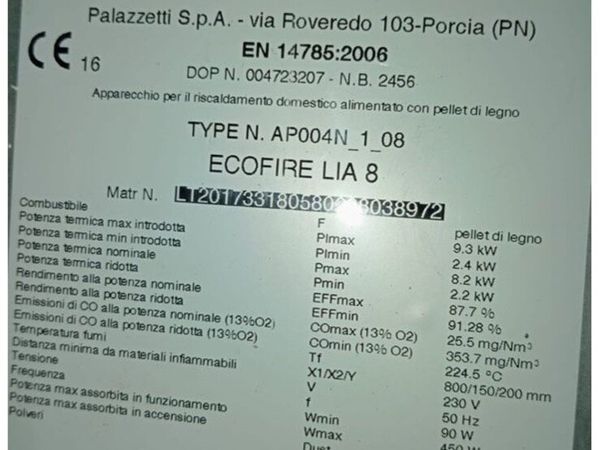 Palazzetti S.p.A. - via Roveredo 103-Porcia (PN)
CE 16
EN 14785:2006
DOP N. 004723207 - N.B. 2456
Apparecchio per il riscaldamento domestico alimentato con pellet di legno
TYPE N. AP004N_1_08
ECOFIRE LIA 8
Matr N.
Combustibile F pellet di legno
Potenza termica max introdotta PImax 9.3 kW
Potenza termica min introdotta PImin 2.4 kW
Potenza termica nominale Pmax 8.2 kW
Potenza termica ridotta Pmin 2.2 kW
Rendimento alla potenza nominale EFFmax 87.7 %
Rendimento alla potenza ridotta EFFmin 91.28 %
Emissioni di CO alla potenza nominale (13%O2) COmax (13% O2) 25.5 mg/Nm³
Emissioni di CO alla potenza ridotta (13%O2) COmin (13% O2) 353.7 mg/Nm³
Temperatura fumi Tf 224.5 °C
Distanza minima da materiali infiammabili X1/X2/Y 800/150/200 mm
Tensione V 230 V
Frequenza f 50 Hz
Potenza max assorbita in funzionamento Wmin 90 W
Potenza max assorbita in accensione Wmax 450 W
Polveri Dust